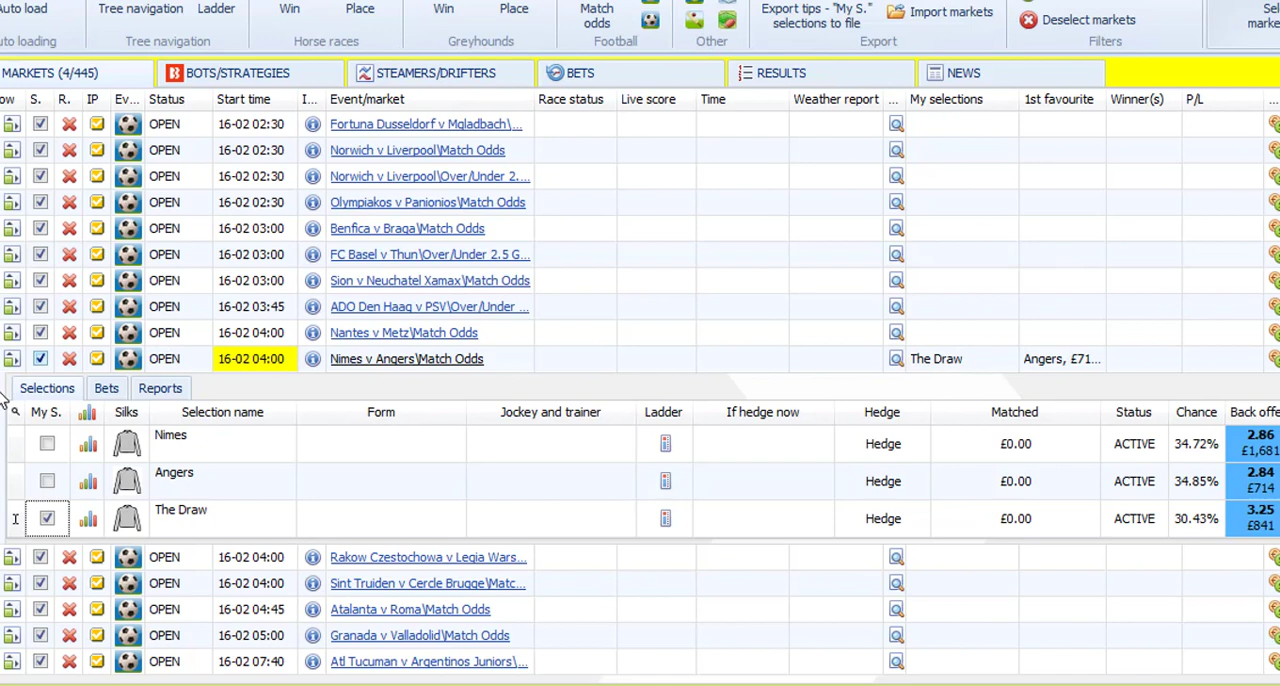 Auto load Tree navigation Ladder Win Place Win Place Match odds Export tips - "My S." selections to file Import markets Deselect markets
Tree navigation Horse races Greyhounds Football Other Export Filters
MARKETS (4/445) BOTS/STRATEGIES STEAMERS/DRIFTERS BETS RESULTS NEWS
S. R. IP Ev... Status Start time I... Event/market Race status Live score Time Weather report ... My selections 1st favourite Winner(s) P/L ...
OPEN 16-02 02:30 Fortuna Dusseldorf v Mgladbach\...
OPEN 16-02 02:30 Norwich v Liverpool\Match Odds
OPEN 16-02 02:30 Norwich v Liverpool\Over/Under 2....
OPEN 16-02 02:30 Olympiakos v Panionios\Match Odds
OPEN 16-02 03:00 Benfica v Braga\Match Odds
OPEN 16-02 03:00 FC Basel v Thun\Over/Under 2.5 G...
OPEN 16-02 03:00 Sion v Neuchatel Xamax\Match Odds
OPEN 16-02 03:45 ADO Den Haag v PSV\Over/Under ...
OPEN 16-02 04:00 Nantes v Metz\Match Odds
OPEN 16-02 04:00 Nimes v Angers\Match Odds The Draw Angers, £71...
Selections Bets Reports
My S. Silks Selection name Form Jockey and trainer Ladder If hedge now Hedge Matched Status Chance Back offe
Nimes Hedge £0.00 ACTIVE 34.72% 2.86 £1,681
Angers Hedge £0.00 ACTIVE 34.85% 2.84 £714
The Draw Hedge £0.00 ACTIVE 30.43% 3.25 £841
OPEN 16-02 04:00 Rakow Czestochowa v Legia Wars...
OPEN 16-02 04:00 Sint Truiden v Cercle Brugge\Matc...
OPEN 16-02 04:45 Atalanta v Roma\Match Odds
OPEN 16-02 05:00 Granada v Valladolid\Match Odds
OPEN 16-02 07:40 Atl Tucuman v Argentinos Juniors\...